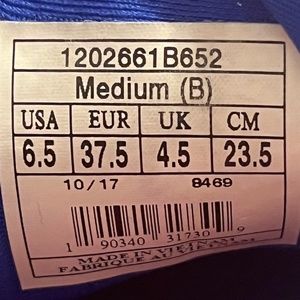 1202661B652
Medium (B)
USA EUR UK CM
6.5 37.5 4.5 23.5
10/17 8469
1 90340 31730 9
MADE IN VIETNAM
FABRIQUE AU VIETNAM